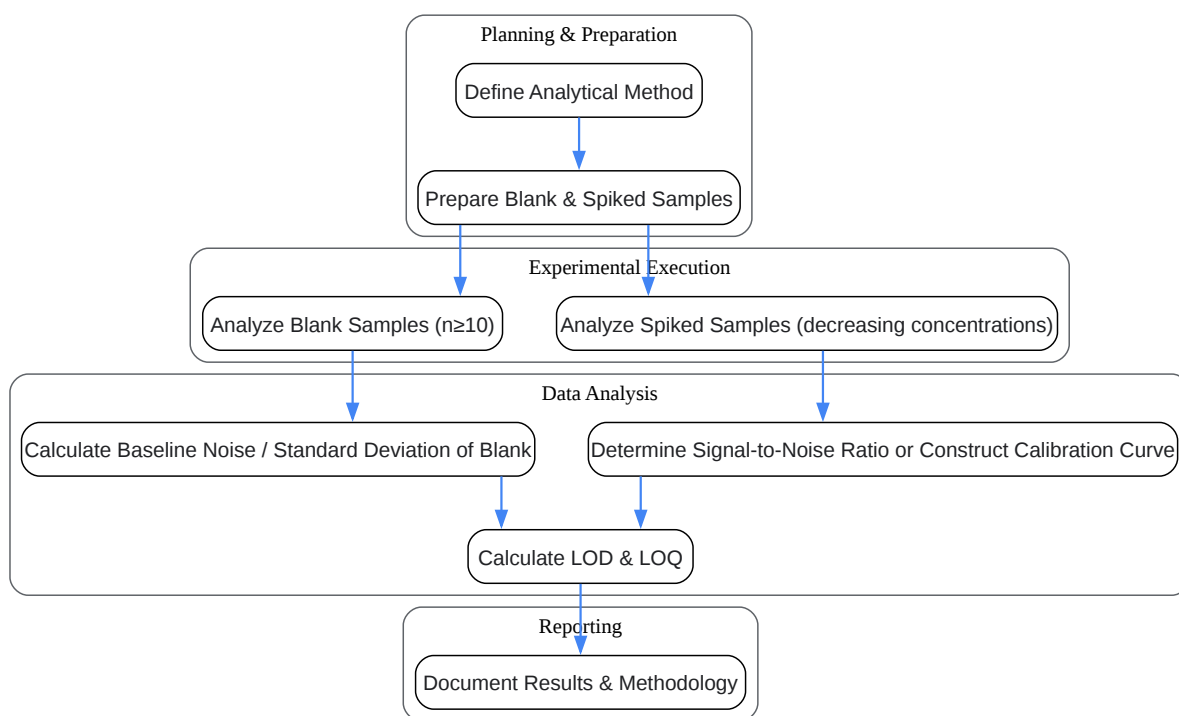 Planning & Preparation
Define Analytical Method
Prepare Blank & Spiked Samples
Experimental Execution
Analyze Blank Samples (n≥10)
Analyze Spiked Samples (decreasing concentrations)
Data Analysis
Calculate Baseline Noise / Standard Deviation of Blank
Determine Signal-to-Noise Ratio or Construct Calibration Curve
Calculate LOD & LOQ
Reporting
Document Results & Methodology